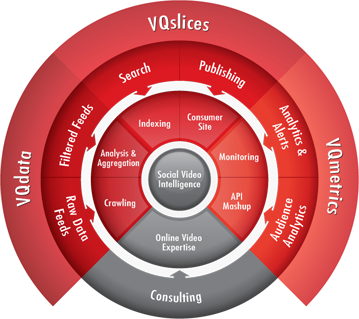 VQslices
Search
Publishing
Filtered Feeds
Analytics &
Alerts
VQdata
VQmetrics
Raw Data
Feeds
Audience
Analytics
Indexing
Consumer
Site
Analysis &
Aggregation
Monitoring
Crawling
API
Mashup
Social Video
Intelligence
Online Video
Expertise
Consulting